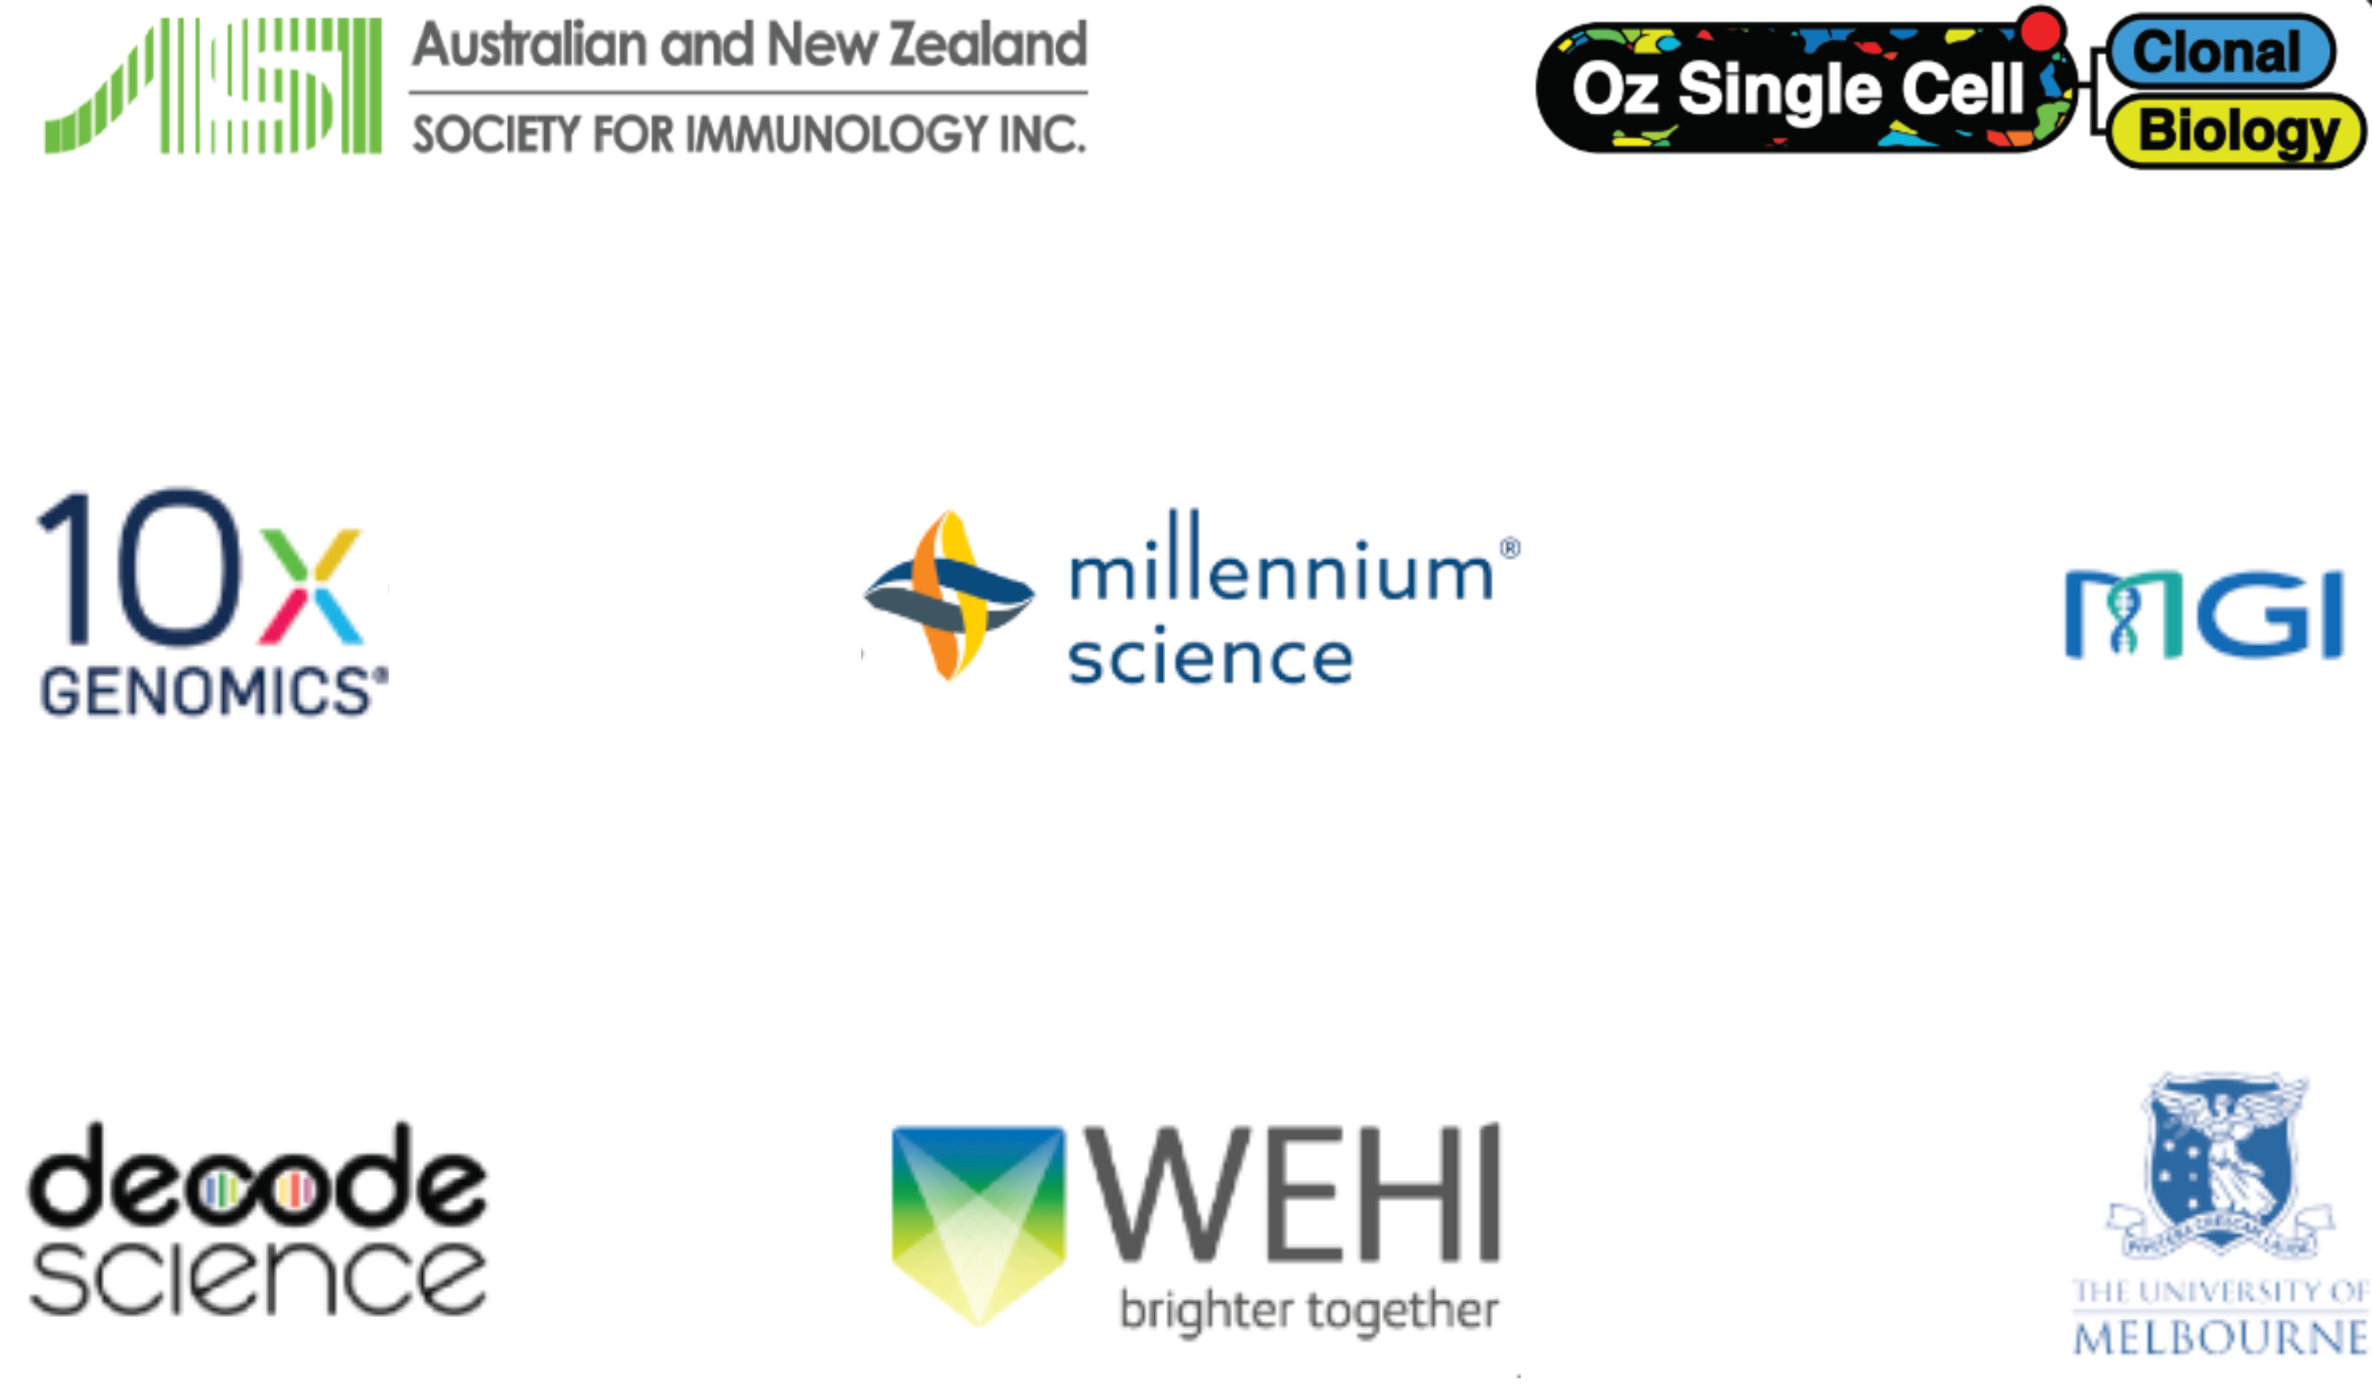 ASI
Australian and New Zealand
SOCIETY FOR IMMUNOLOGY INC.
Oz Single Cell
Clonal
Biology
10x
GENOMICS®
millennium®
science
MGI
decode
science
WEHI
brighter together
THE UNIVERSITY OF
MELBOURNE